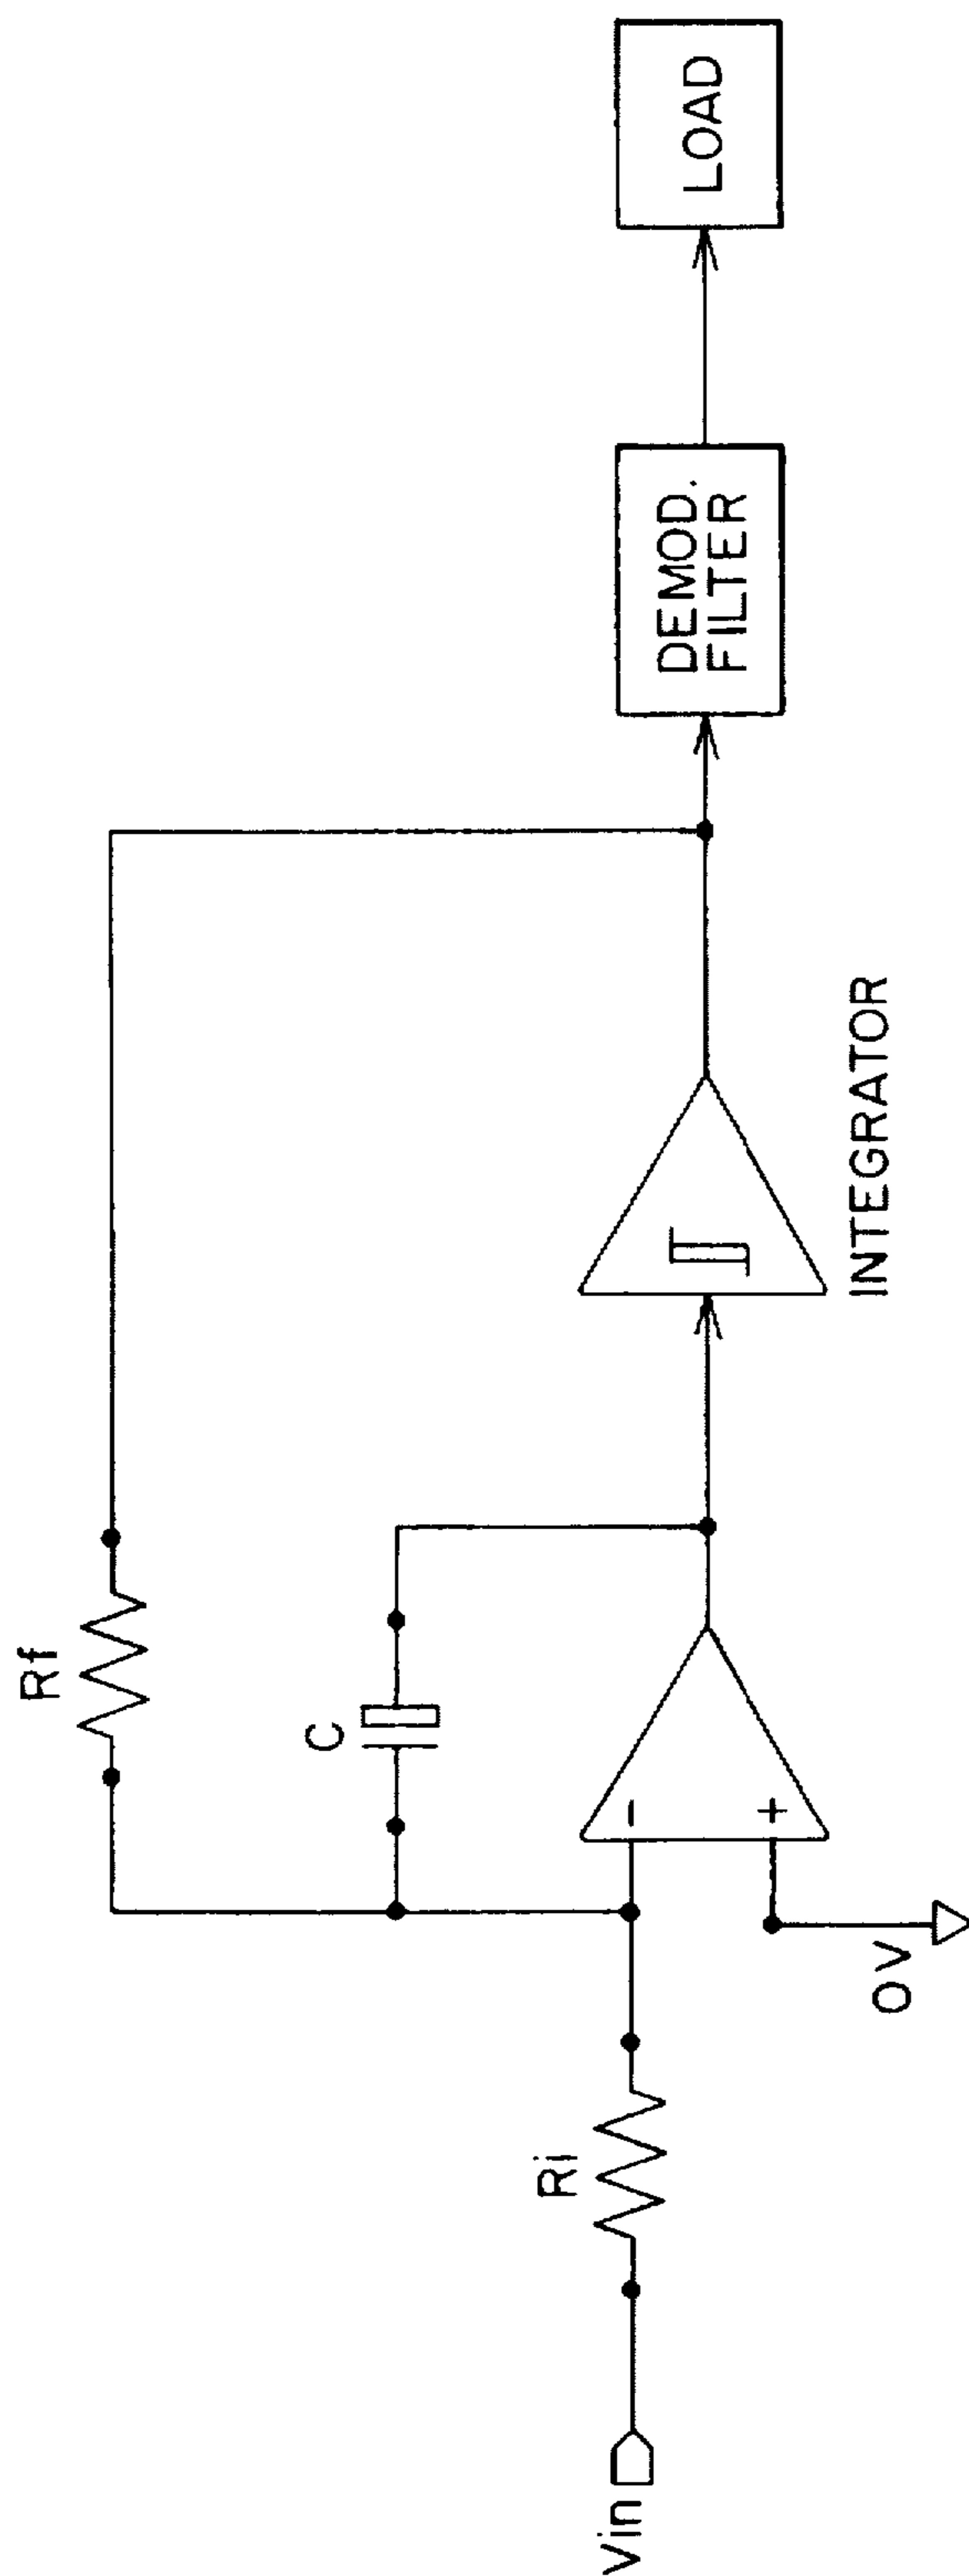 Rf
C
Ri
Vin
-
+
0V
INTEGRATOR
DEMOD.
FILTER
LOAD